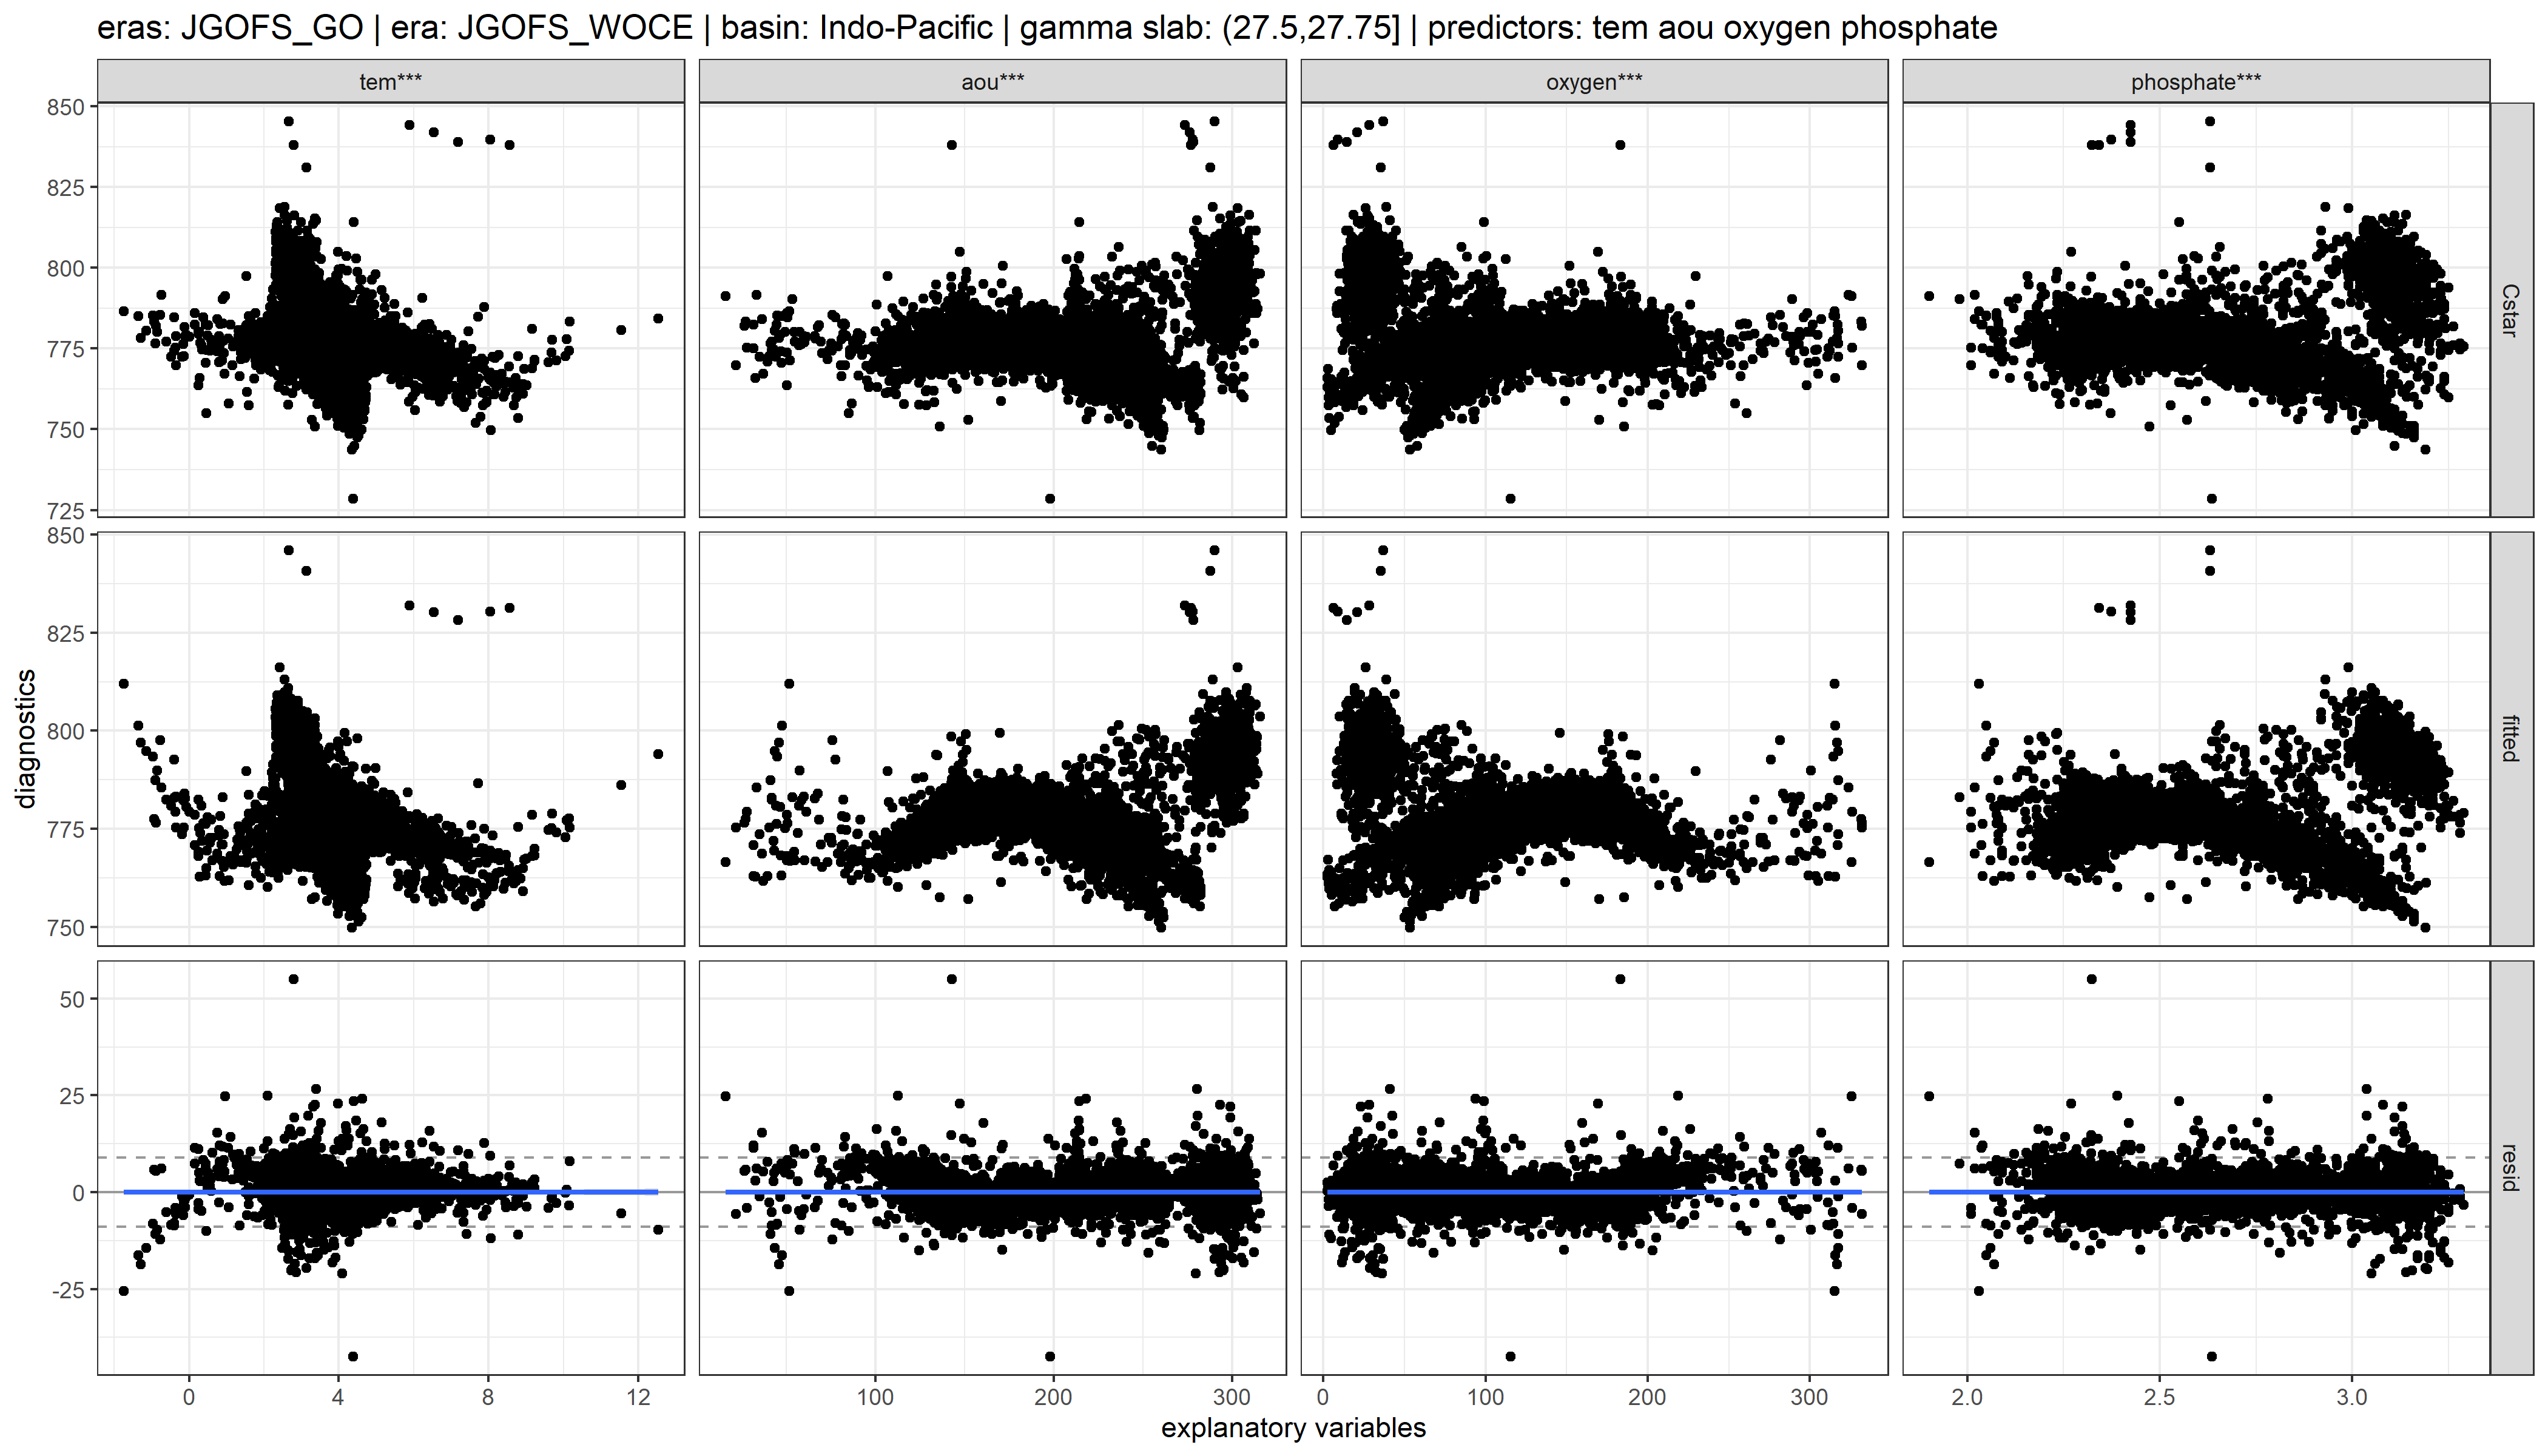 eras: JGOFS_GO | era: JGOFS_WOCE | basin: Indo-Pacific | gamma slab: (27.5,27.75] | predictors: tem aou oxygen phosphate
tem*** aou*** oxygen*** phosphate***
850
825
800
775
750
725
Cstar
850
825
800
775
750
fitted
diagnostics
50
25
0
-25
resid
0 4 8 12 100 200 300 0 100 200 300 2.0 2.5 3.0
explanatory variables